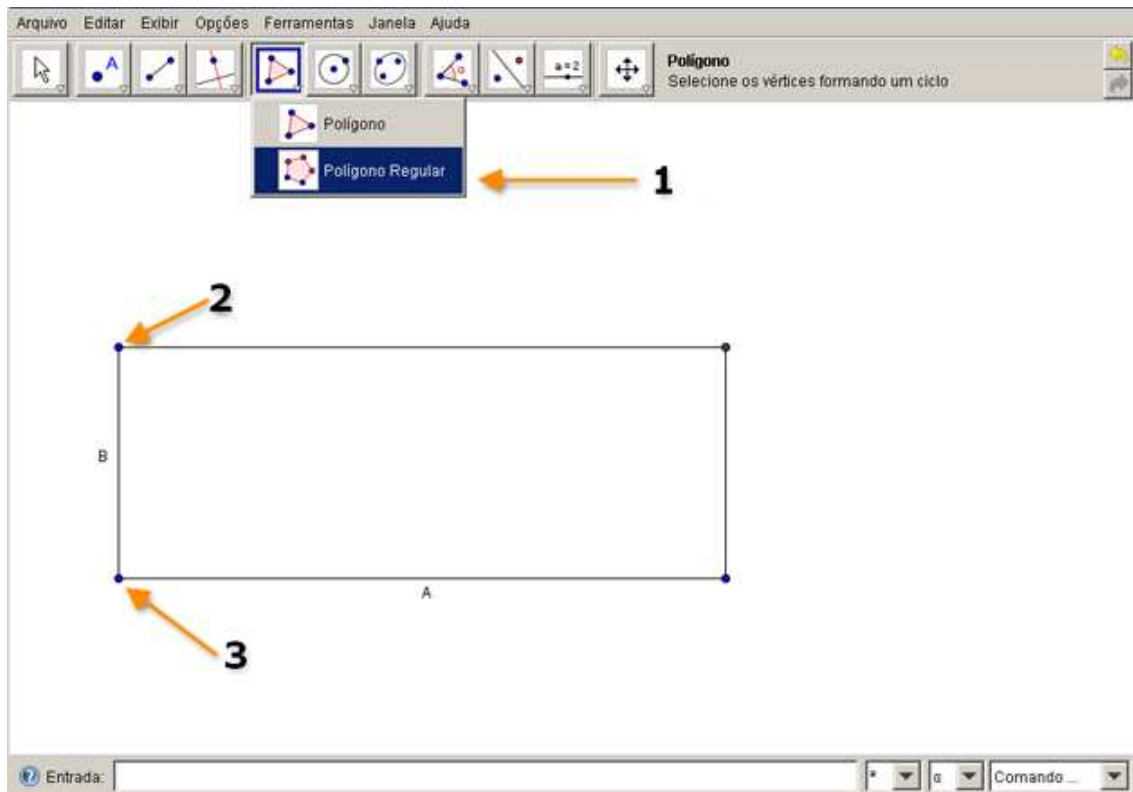 Arquivo Editar Exibir Opções Ferramentas Janela Ajuda
A
α
a=2
Polígono
Selecione os vértices formando um ciclo
Polígono
Polígono Regular
1
2
B
A
3
Entrada:
α
Comando ...